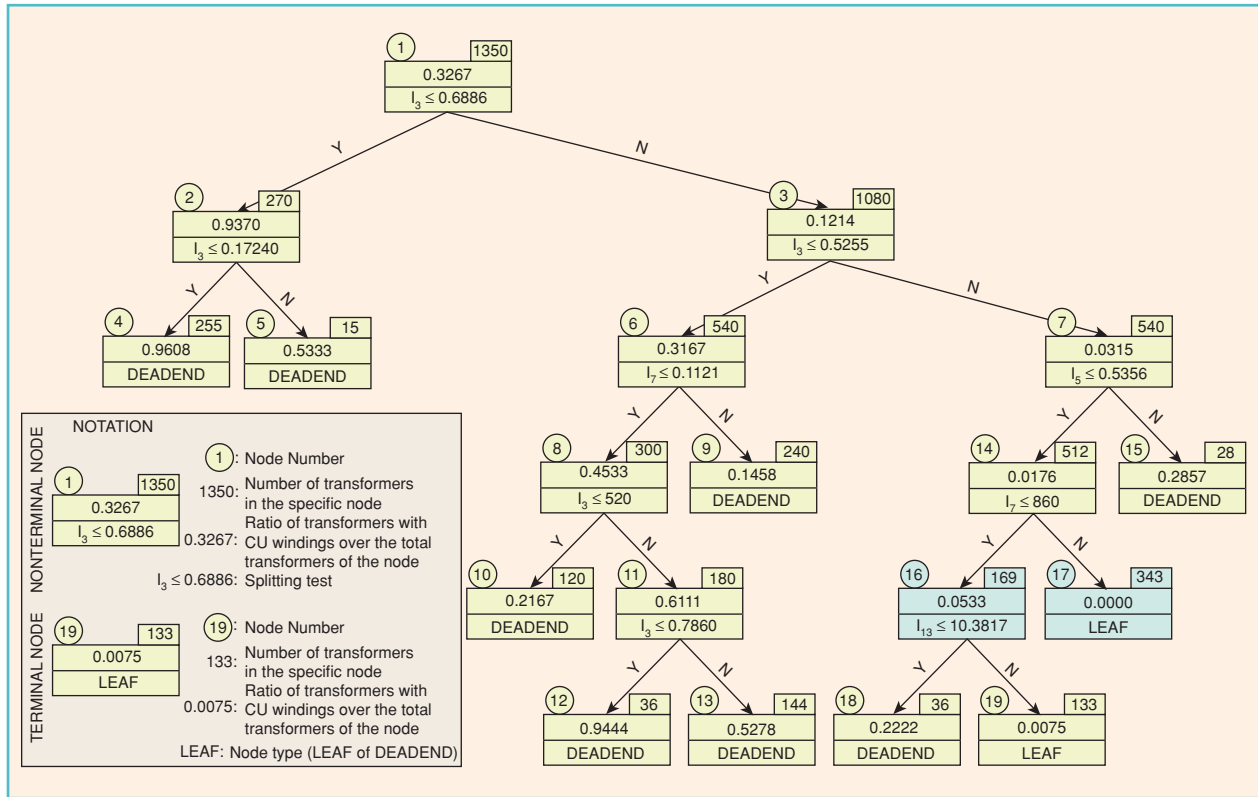 1 1350
0.3267
I₃ ≤ 0.6886
Y N
2 270
0.9370
I₃ ≤ 0.17240
3 1080
0.1214
I₃ ≤ 0.5255
Y N
Y N
4 255
0.9608
DEADEND
5 15
0.5333
DEADEND
6 540
0.3167
I₇ ≤ 0.1121
7 540
0.0315
I₅ ≤ 0.5356
Y N
Y N
8 300
0.4533
I₃ ≤ 520
9 240
0.1458
DEADEND
14 512
0.0176
I₇ ≤ 860
15 28
0.2857
DEADEND
Y N
Y N
10 120
0.2167
DEADEND
11 180
0.6111
I₃ ≤ 0.7860
16 169
0.0533
I₁₃ ≤ 10.3817
17 343
0.0000
LEAF
Y N
Y N
12 36
0.9444
DEADEND
13 144
0.5278
DEADEND
18 36
0.2222
DEADEND
19 133
0.0075
LEAF
NOTATION
NONTERMINAL NODE
1 1350
0.3267
I₃ ≤ 0.6886
1 : Node Number
1350: Number of transformers
in the specific node
0.3267: Ratio of transformers with
CU windings over the total
transformers of the node
I₃ ≤ 0.6886: Splitting test
TERMINAL NODE
19 133
0.0075
LEAF
19 : Node Number
133: Number of transformers
in the specific node
0.0075: Ratio of transformers with
CU windings over the total
transformers of the node
LEAF: Node type (LEAF of DEADEND)